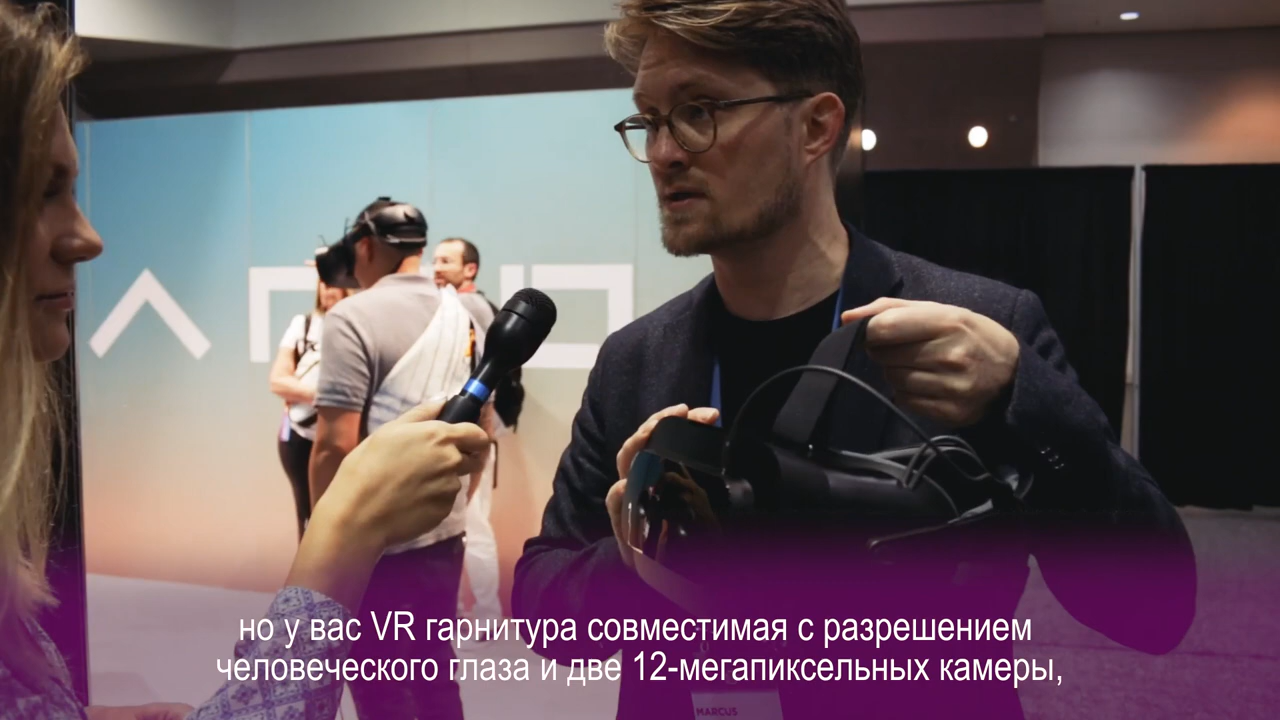 но у вас VR гарнитура совместимая с разрешением
человеческого глаза и две 12-мегапиксельных камеры,
MARCUS